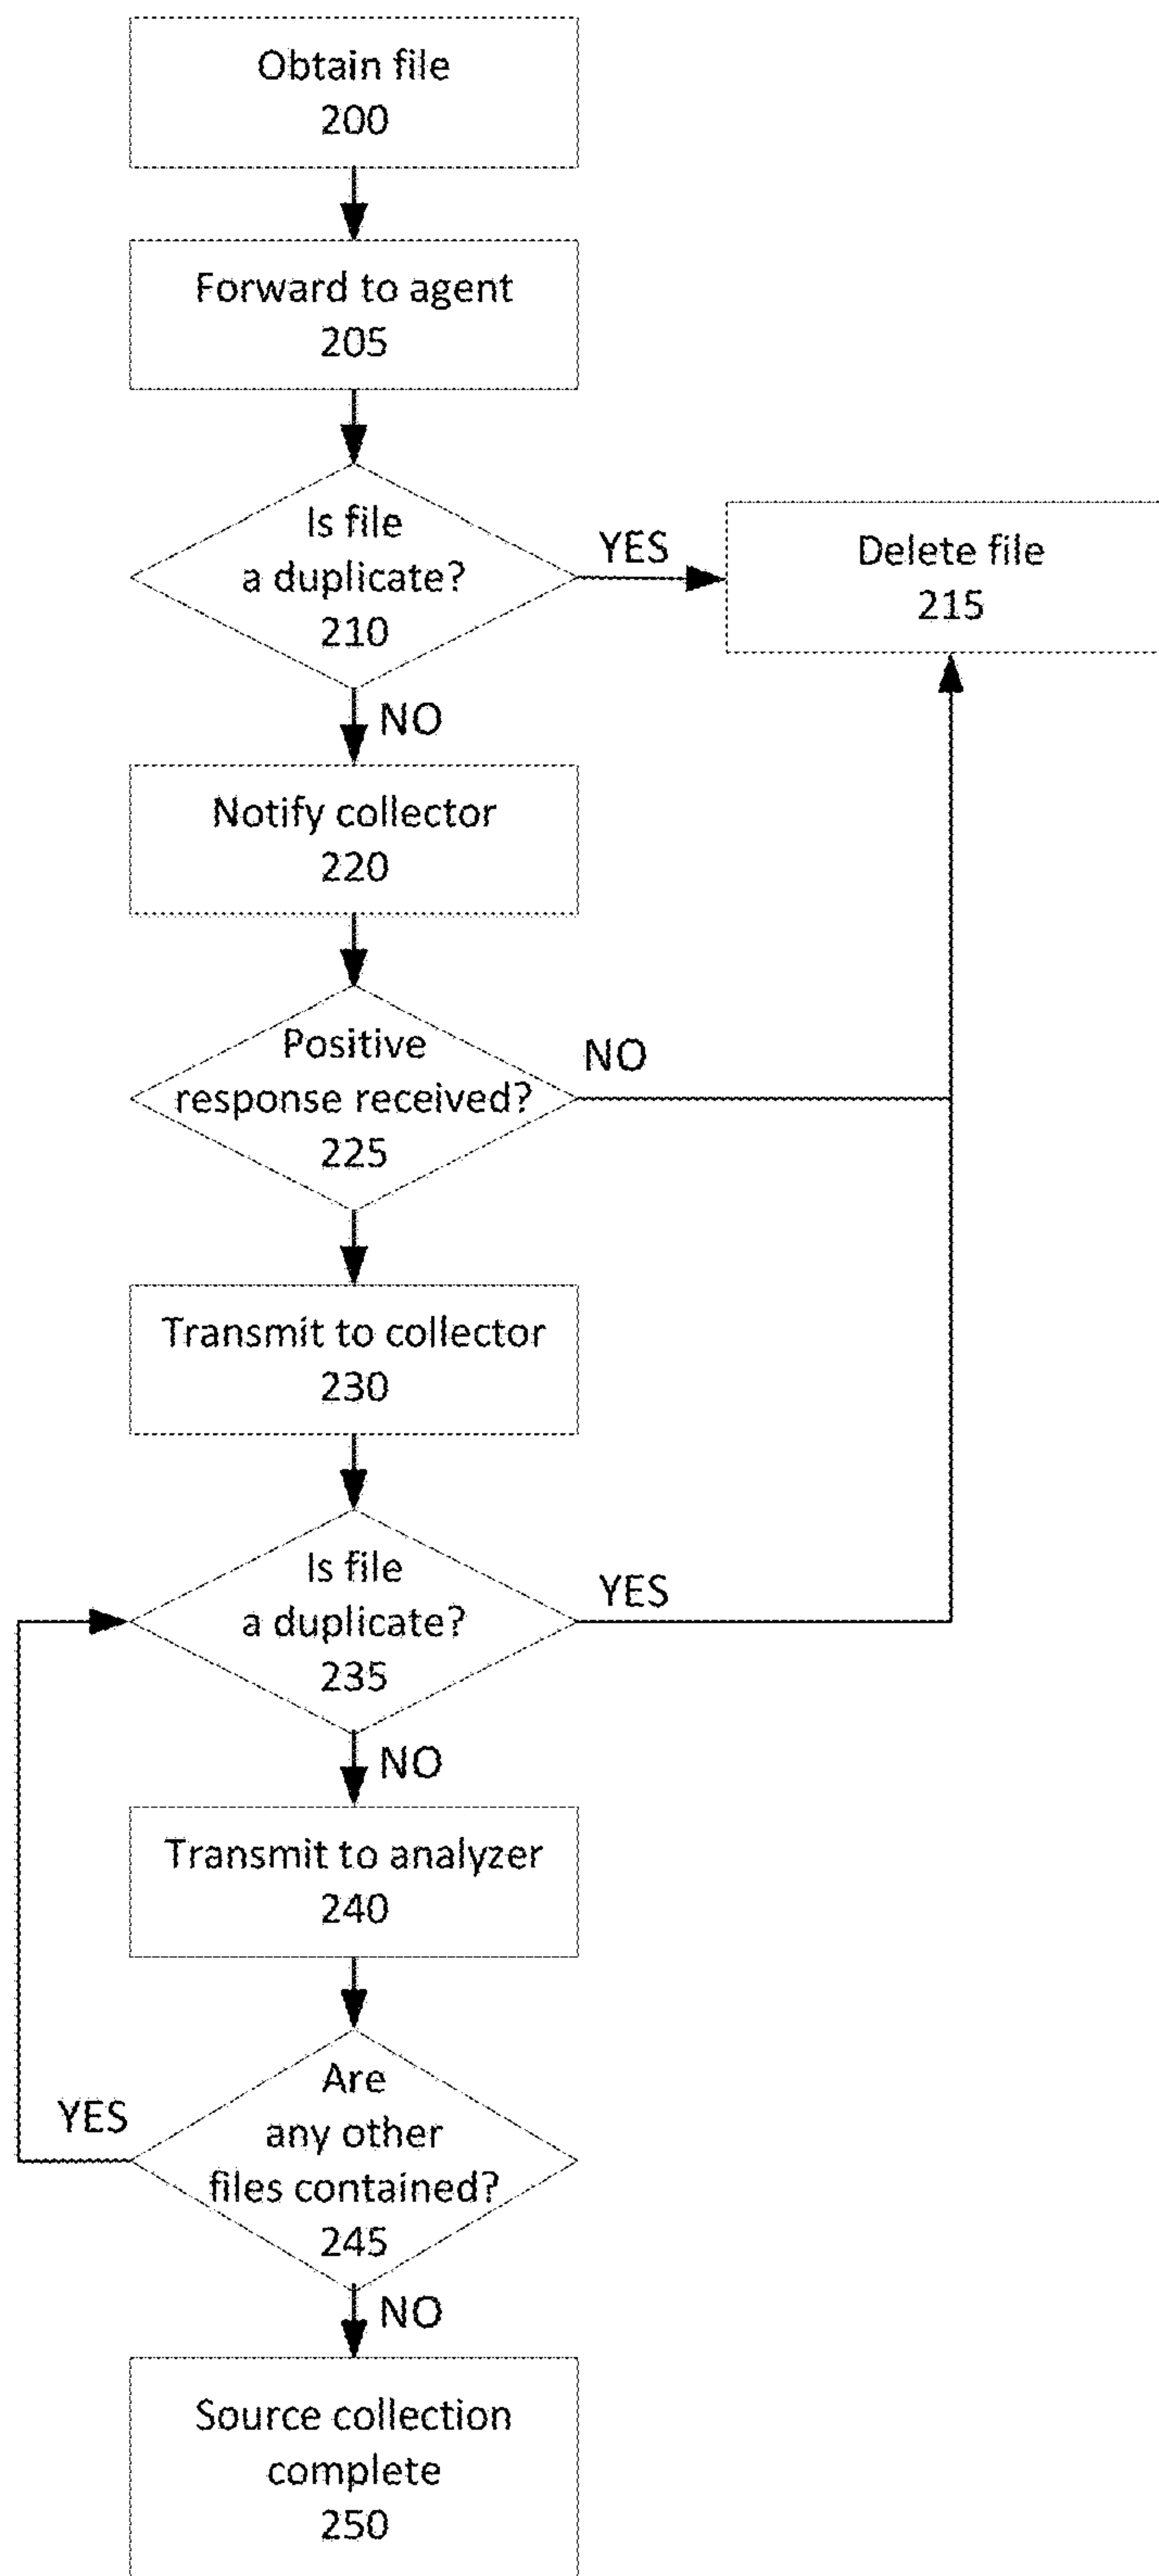 Obtain file
200
Forward to agent
205
Is file
a duplicate?
210
YES
Delete file
215
NO
Notify collector
220
Positive
response received?
225
NO
Transmit to collector
230
Is file
a duplicate?
235
YES
NO
Transmit to analyzer
240
Are
any other
files contained?
245
YES
NO
Source collection
complete
250